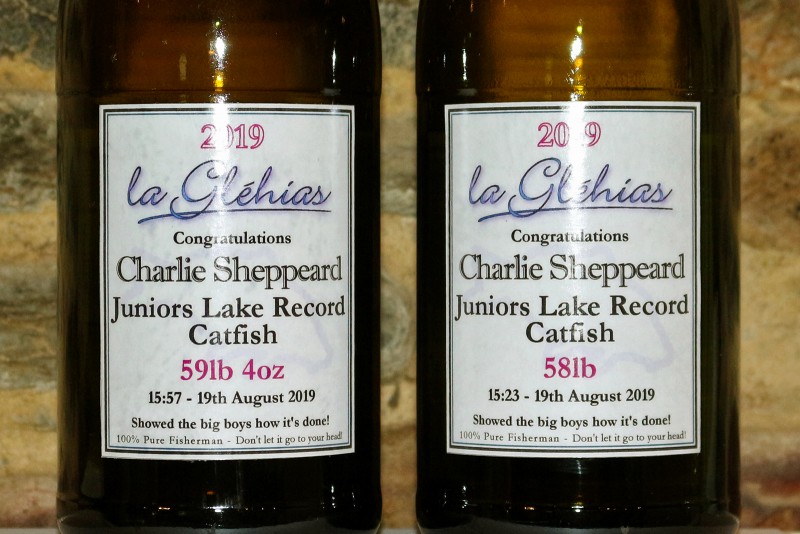 2019
la Gléhias
Congratulations
Charlie Sheppeard
Juniors Lake Record
Catfish
59lb 4oz
15:57 - 19th August 2019
Showed the big boys how it's done!
100% Pure Fisherman - Don't let it go to your head!
2019
la Gléhias
Congratulations
Charlie Sheppeard
Juniors Lake Record
Catfish
58lb
15:23 - 19th August 2019
Showed the big boys how it's done!
100% Pure Fisherman - Don't let it go to your head!